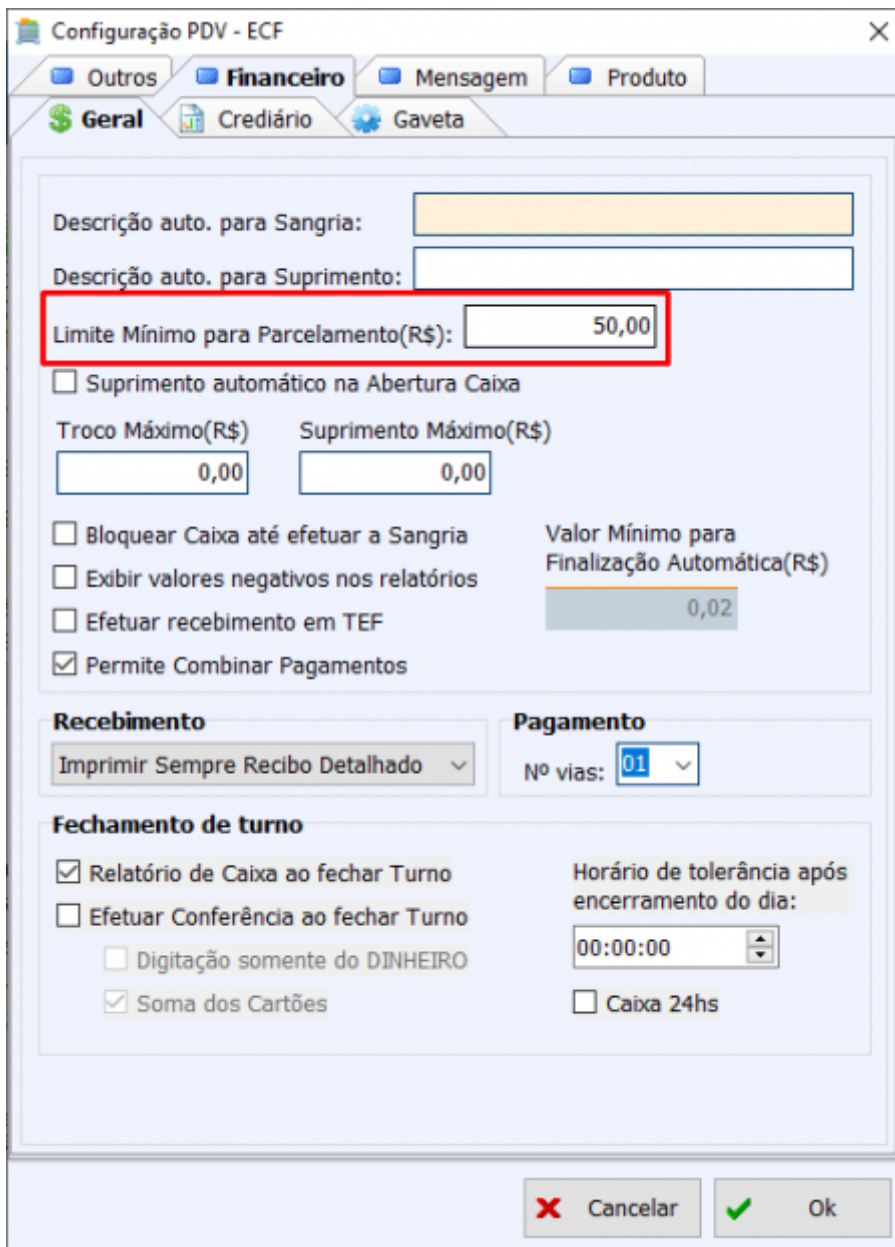 Configuração PDV - ECF
Outros Financeiro Mensagem Produto
Geral Crediário Gaveta
Descrição auto. para Sangria:
Descrição auto. para Suprimento:
Limite Mínimo para Parcelamento(R$): 50,00
Suprimento automático na Abertura Caixa
Troco Máximo(R$) Suprimento Máximo(R$)
0,00 0,00
Bloquear Caixa até efetuar a Sangria
Exibir valores negativos nos relatórios
Efetuar recebimento em TEF
Permite Combinar Pagamentos
Valor Mínimo para
Finalização Automática(R$)
0,02
Recebimento
Imprimir Sempre Recibo Detalhado
Pagamento
Nº vias: 01
Fechamento de turno
Relatório de Caixa ao fechar Turno
Efetuar Conferência ao fechar Turno
Digitação somente do DINHEIRO
Soma dos Cartões
Horário de tolerância após
encerramento do dia:
00:00:00
Caixa 24hs
Cancelar Ok